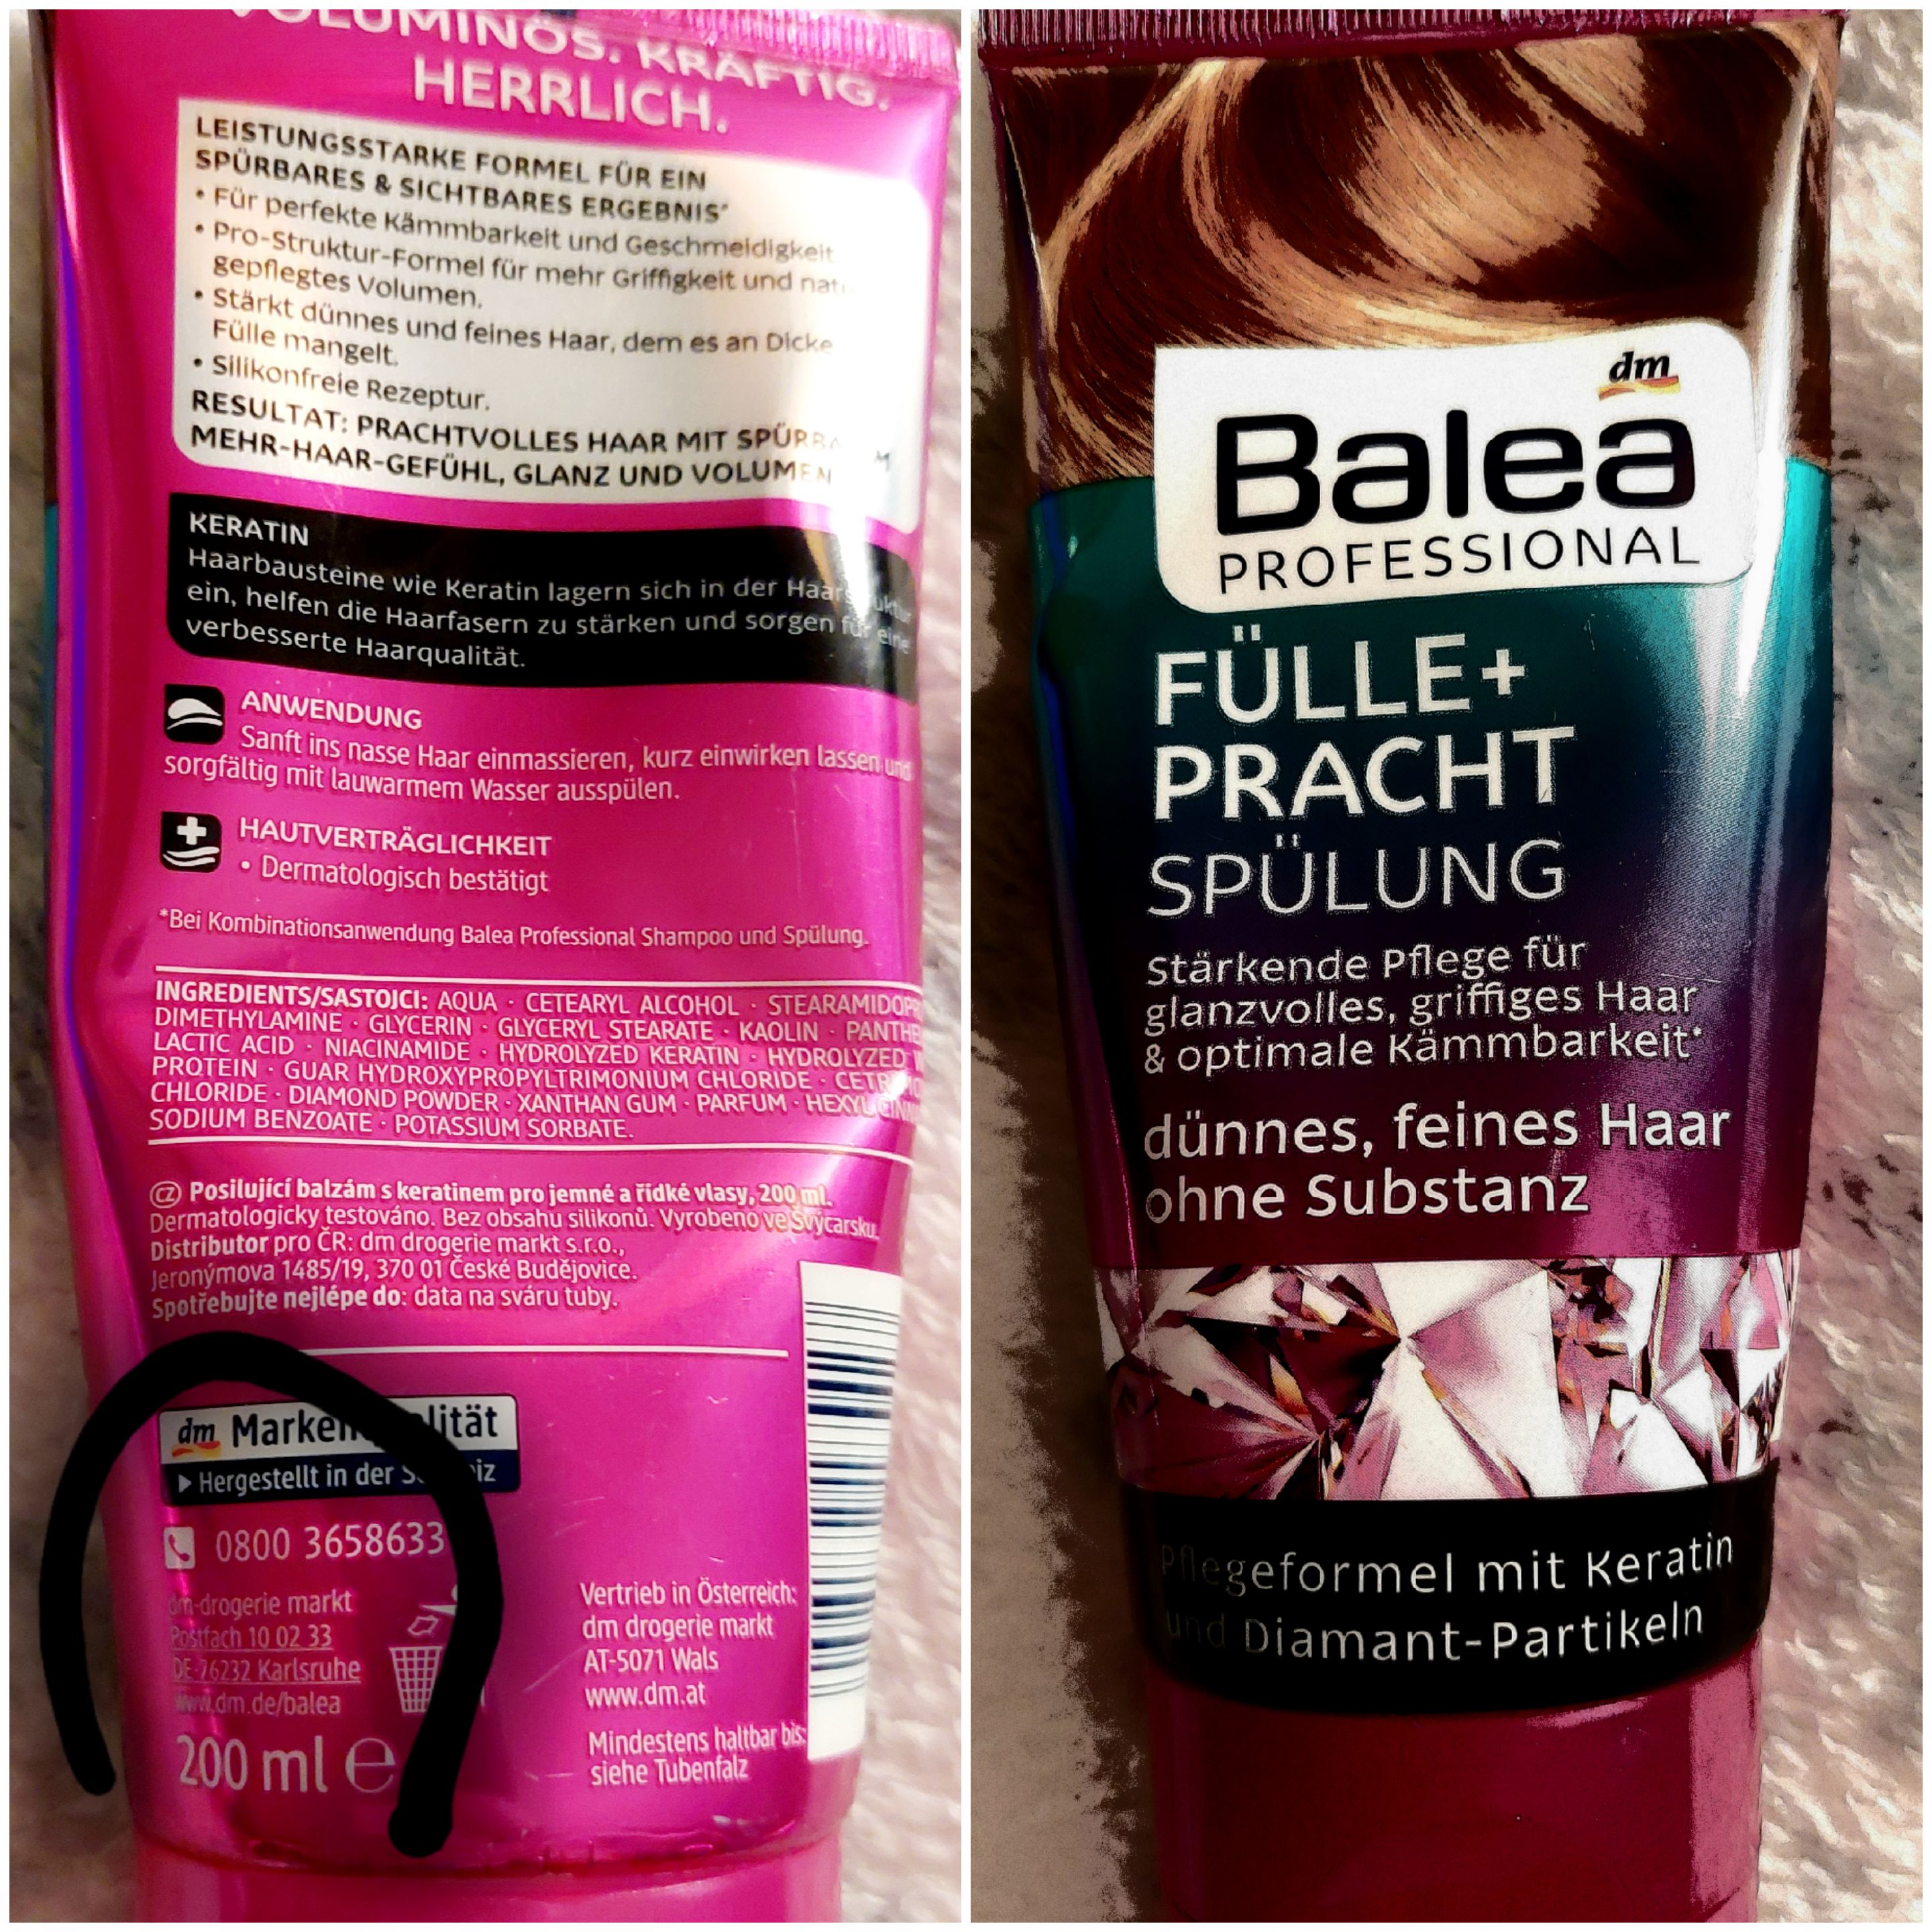 VOLUMINÖS. KRÄFTIG.
HERRLICH.
LEISTUNGSSTARKE FORMEL FÜR EIN
SPÜRBARES & SICHTBARES ERGEBNIS*
• Für perfekte Kämmbarkeit und Geschmeidigkeit
• Pro-Struktur-Formel für mehr Griffigkeit und
gepflegtes Volumen.
• Stärkt dünnes und feines Haar, dem es an Dicke
Fülle mangelt.
• Silikonfreie Rezeptur.
RESULTAT: PRACHTVOLLES HAAR MIT
MEHR-HAAR-GEFÜHL, GLANZ UND VOLUMEN
KERATIN
Haarbausteine wie Keratin lagern sich in der
ein, helfen die Haarfasern zu stärken und sorgen für eine
verbesserte Haarqualität.
ANWENDUNG
Sanft ins nasse Haar einmassieren, kurz einwirken lassen und
sorgfältig mit lauwarmem Wasser ausspülen.
HAUTVERTRÄGLICHKEIT
• Dermatologisch bestätigt
*Bei Kombinationsanwendung Balea Professional Shampoo und Spülung.
INGREDIENTS/SASTOJCI: AQUA · CETEARYL ALCOHOL ·
DIMETHYLAMINE · GLYCERIN · GLYCERYL STEARATE · KAOLIN ·
LACTIC ACID · NIACINAMIDE · HYDROLYZED KERATIN · HYDROLYZED
PROTEIN · GUAR HYDROXYPROPYLTRIMONIUM CHLORIDE ·
CHLORIDE · DIAMOND POWDER · XANTHAN GUM · PARFUM · HEXYL
SODIUM BENZOATE · POTASSIUM SORBATE.
CZ Posilující balzám s keratinem pro jemné a řídké vlasy, 200 ml.
Dermatologicky testováno. Bez obsahu silikonů. Vyrobeno ve Švýcarsku.
Distributor pro ČR: dm drogerie markt s.r.o.,
Jeronýmova 1485/19, 370 01 České Budějovice.
Spotřebujte nejlépe do: data na sváru tuby.
dm
Hergestellt in der
0800 3658633
dm-drogerie markt
Postfach 10 02 33
DE-76232 Karlsruhe
www.dm.de/balea
200 ml ℮
Vertrieb in Österreich:
dm drogerie markt
AT-5071 Wals
www.dm.at
Mindestens haltbar bis:
siehe Tubenfalz
dm
Balea
PROFESSIONAL
FÜLLE+
PRACHT
SPÜLUNG
Stärkende Pflege für
glanzvolles, griffiges Haar
& optimale Kämmbarkeit*
dünnes, feines Haar
ohne Substanz
Pflegeformel mit Keratin
und Diamant-Partikeln